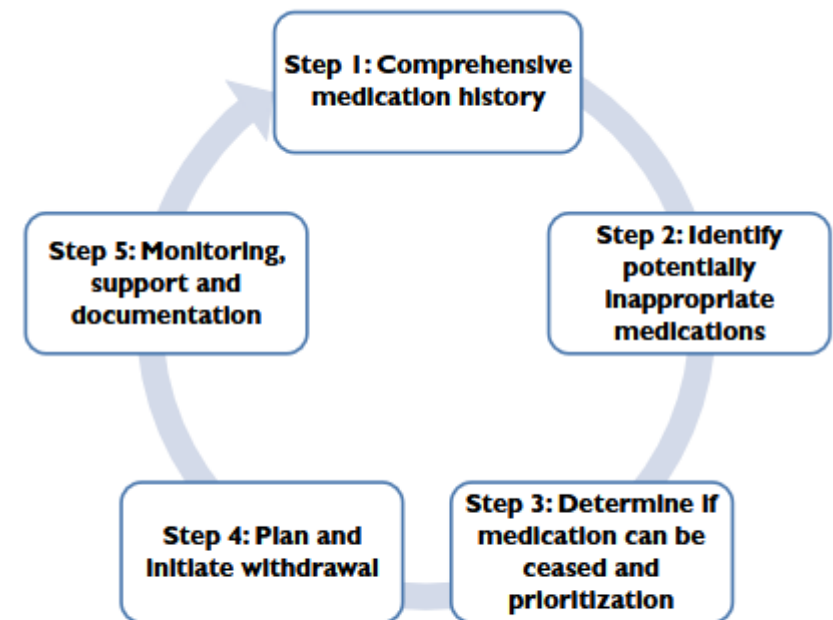 Step 1: Comprehensive
medication history
Step 2: Identify
potentially
inappropriate
medications
Step 3: Determine if
medication can be
ceased and
prioritization
Step 4: Plan and
initiate withdrawal
Step 5: Monitoring,
support and
documentation